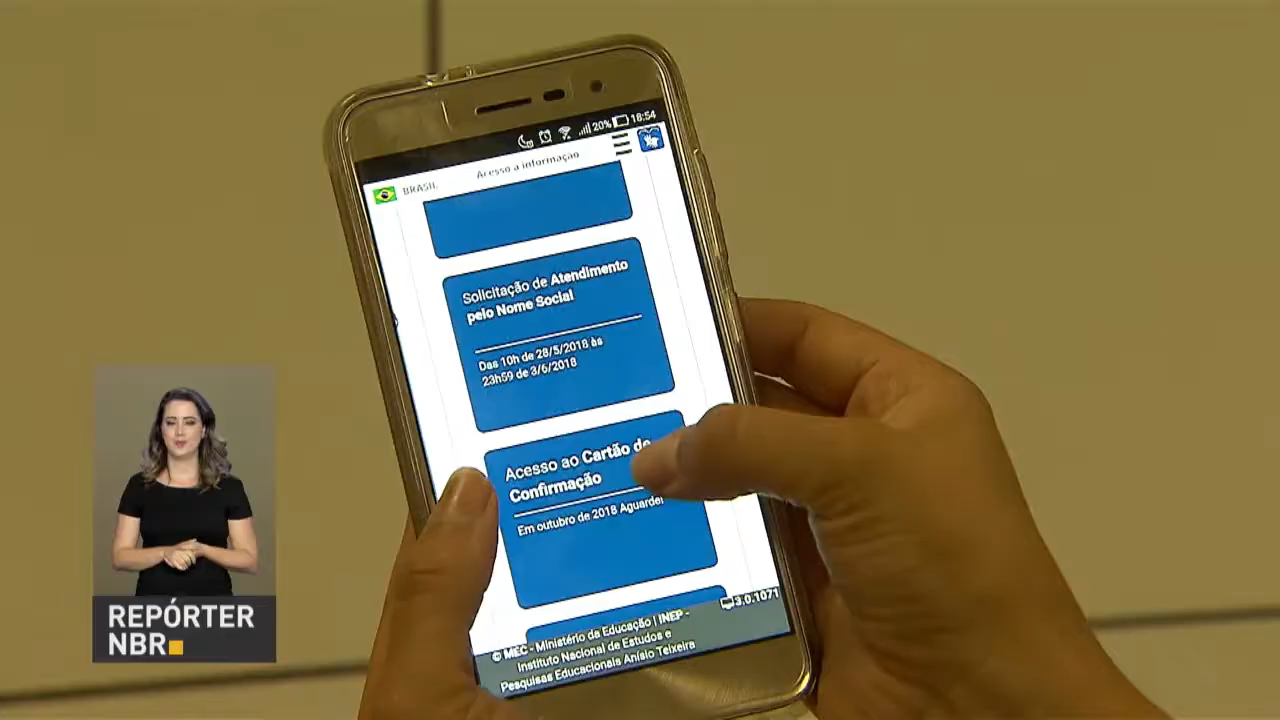 20% 18:54
BRASIL
Acesso a informação
Solicitação de Atendimento
pelo Nome Social
Das 10h de 28/5/2018 às
23h59 de 3/6/2018
Acesso ao Cartão de
Confirmação
Em outubro de 2018 Aguarde!
3.0.1071
© MEC - Ministério da Educação | INEP -
Instituto Nacional de Estudos e
Pesquisas Educacionais Anísio Teixeira
REPÓRTER
NBR